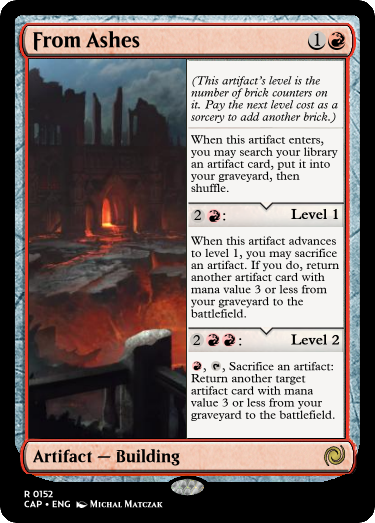 From Ashes
1
(This artifact's level is the
number of brick counters on
it. Pay the next level cost as a
sorcery to add another brick.)
When this artifact enters,
you may search your library
an artifact card, put it into
your graveyard, then
shuffle.
2 : Level 1
When this artifact advances
to level 1, you may sacrifice
an artifact. If you do, return
another artifact card with
mana value 3 or less from
your graveyard to the
battlefield.
2 : Level 2
, , Sacrifice an artifact:
Return another target
artifact card with mana
value 3 or less from your
graveyard to the battlefield.
Artifact — Building
R 0152
CAP • ENG Michal Matczak